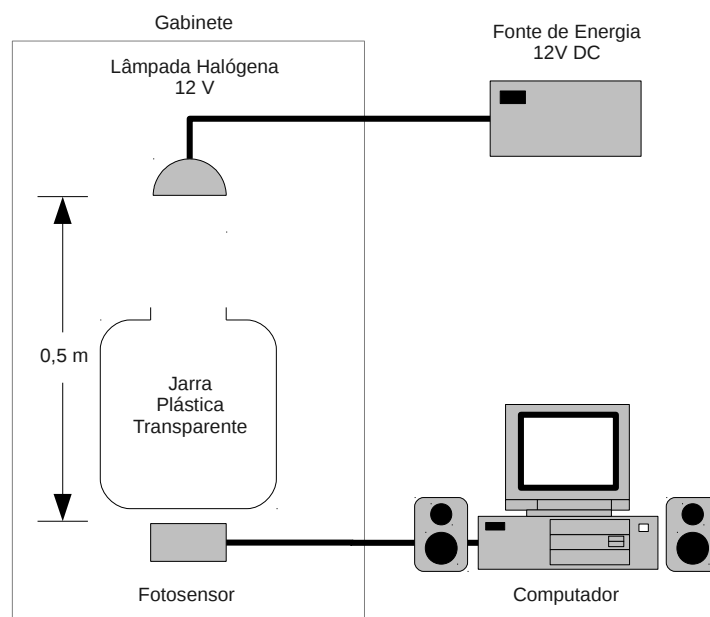 Gabinete
Lâmpada Halógena
12 V
Fonte de Energia
12V DC
0,5 m
Jarra
Plástica
Transparente
Fotosensor
Computador